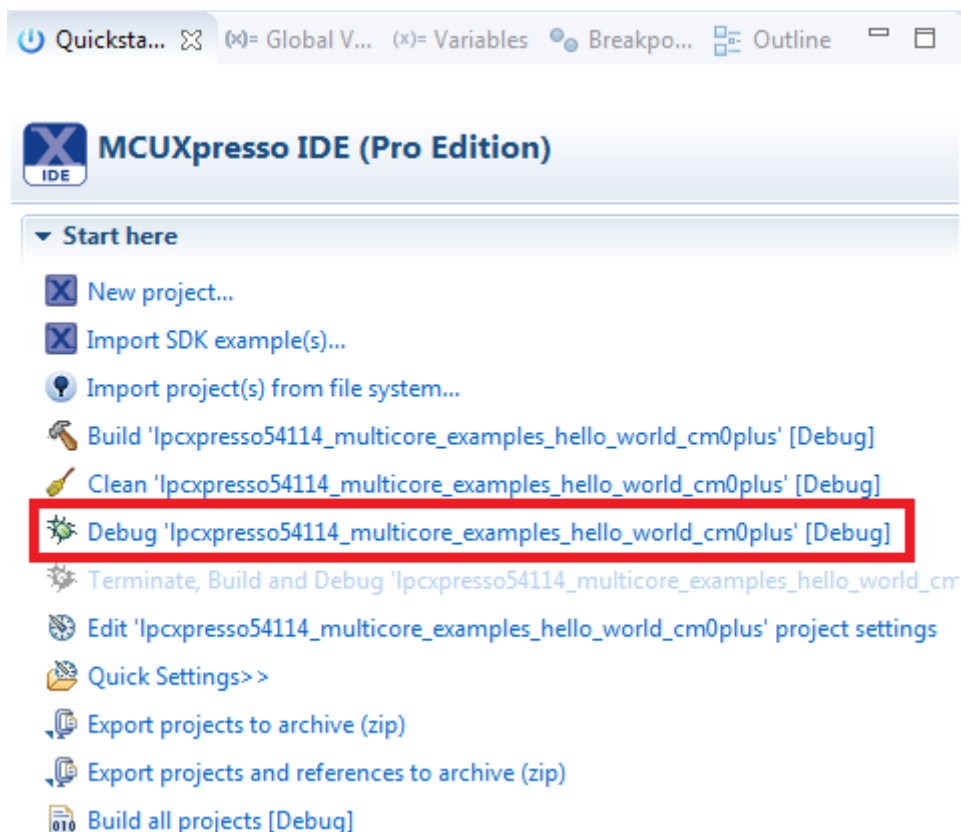 Quicksta... (x)= Global V... (x)= Variables Breakpo... Outline
MCUXpresso IDE (Pro Edition)
IDE
Start here
New project...
Import SDK example(s)...
Import project(s) from file system...
Build 'lpcxpresso54114_multicore_examples_hello_world_cm0plus' [Debug]
Clean 'lpcxpresso54114_multicore_examples_hello_world_cm0plus' [Debug]
Debug 'lpcxpresso54114_multicore_examples_hello_world_cm0plus' [Debug]
Terminate, Build and Debug 'lpcxpresso54114_multicore_examples_hello_world_cm
Edit 'lpcxpresso54114_multicore_examples_hello_world_cm0plus' project settings
Quick Settings>>
Export projects to archive (zip)
Export projects and references to archive (zip)
010 Build all projects [Debug]